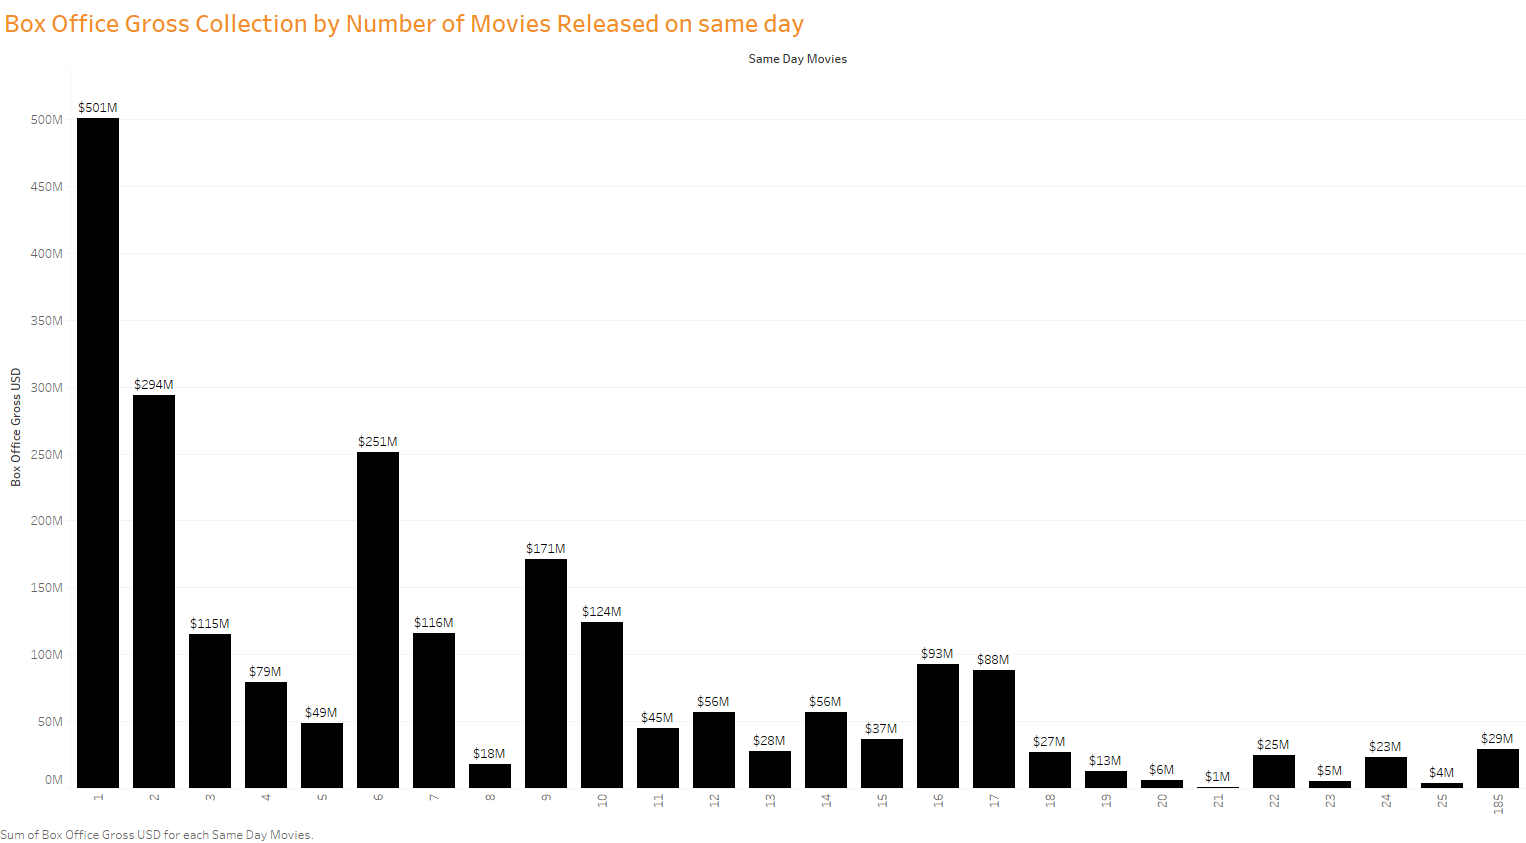 Box Office Gross Collection by Number of Movies Released on same day
Same Day Movies
Box Office Gross USD
500M
450M
400M
350M
300M
250M
200M
150M
100M
50M
0M
$501M
$294M
$115M
$79M
$49M
$251M
$116M
$18M
$171M
$124M
$45M
$56M
$28M
$56M
$37M
$93M
$88M
$27M
$13M
$6M
$1M
$25M
$5M
$23M
$4M
$29M
1
2
3
4
5
6
7
8
9
10
11
12
13
14
15
16
17
18
19
20
21
22
23
24
25
185
Sum of Box Office Gross USD for each Same Day Movies.